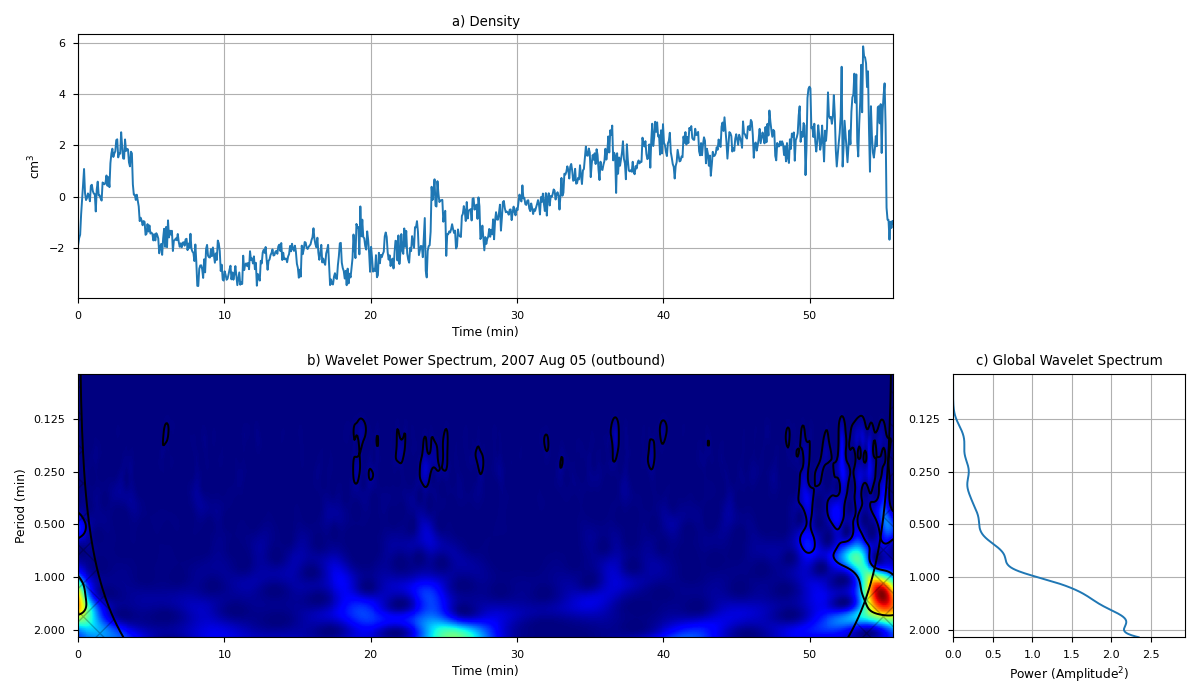 a) Density
6
4
2
0
−2
cm³
0 10 20 30 40 50
Time (min)
b) Wavelet Power Spectrum, 2007 Aug 05 (outbound)
0.125
0.250
0.500
1.000
2.000
Period (min)
0 10 20 30 40 50
Time (min)
c) Global Wavelet Spectrum
0.125
0.250
0.500
1.000
2.000
0.0 0.5 1.0 1.5 2.0 2.5
Power (Amplitude²)